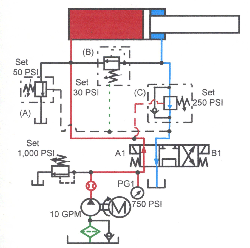 (B)
Set
50 PSI
Set
30 PSI
(C)
Set
250 PSI
(A)
Set
1,000 PSI
A1
B1
PG1
750 PSI
10 GPM
M